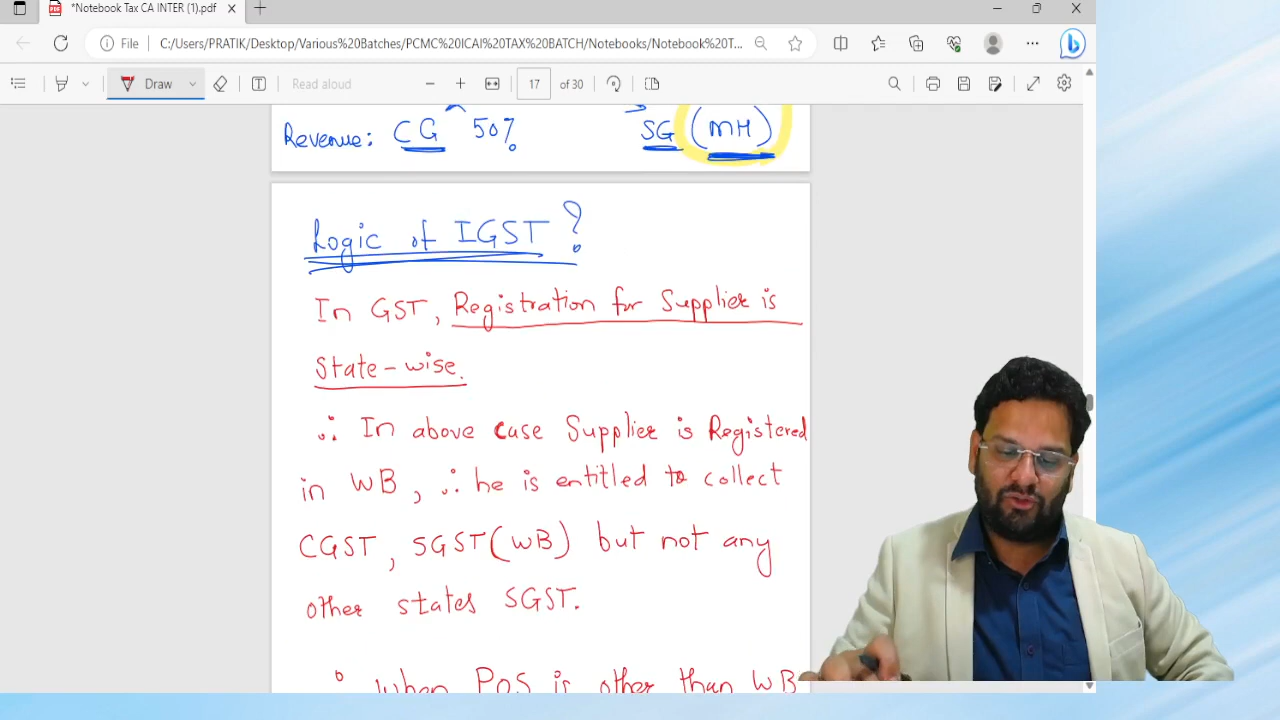 *Notebook Tax CA INTER (1).pdf
File
C:/Users/PRATIK/Desktop/Various%20Batches/PCMC%20ICAI%20TAX%20BATCH/Notebooks/Notebook%20T...
Draw
Read aloud
17 of 30
Revenue: CG 50% SG (MH)
Logic of IGST?
In GST, Registration for Supplier is
State-wise.
∴ In above case Supplier is Registered
in WB, ∴ he is entitled to collect
CGST, SGST(WB) but not any
other states SGST.
When POS is other than WB